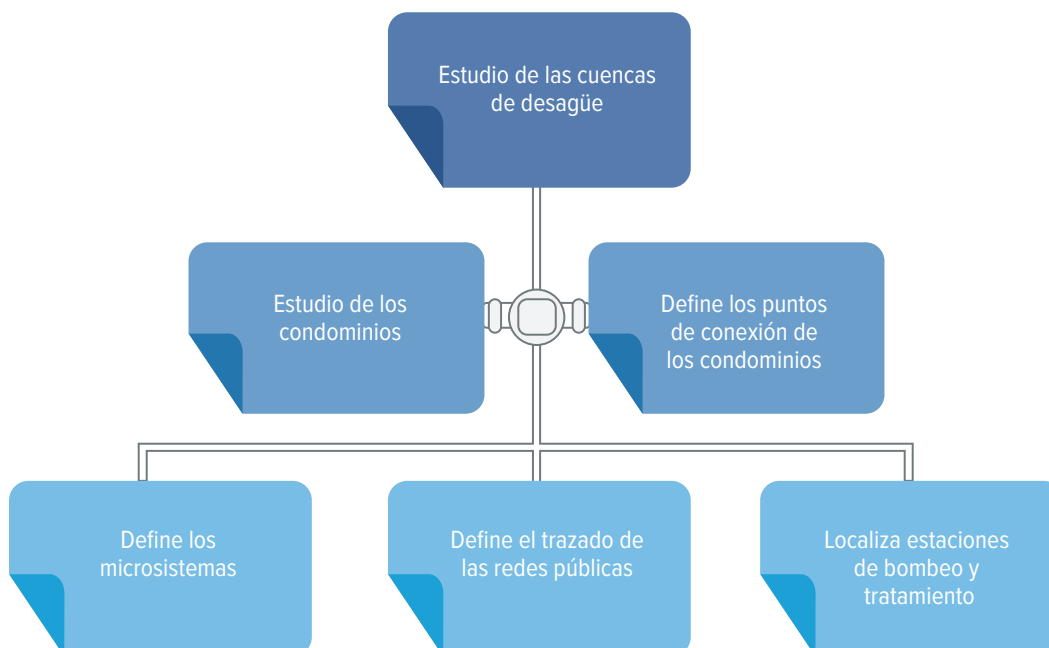 Estudio de las cuencas
de desagüe
Estudio de los
condominios
Define los puntos
de conexión de
los condominios
Define los
microsistemas
Define el trazado de
las redes públicas
Localiza estaciones
de bombeo y
tratamiento